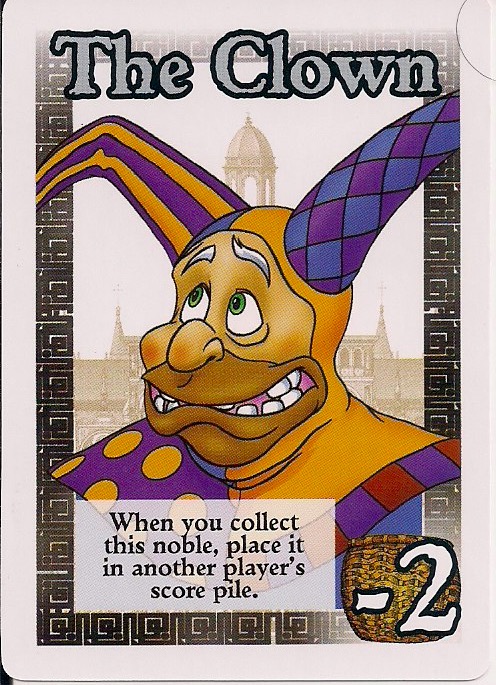 The Clown
When you collect
this noble, place it
in another player's
score pile.
-2